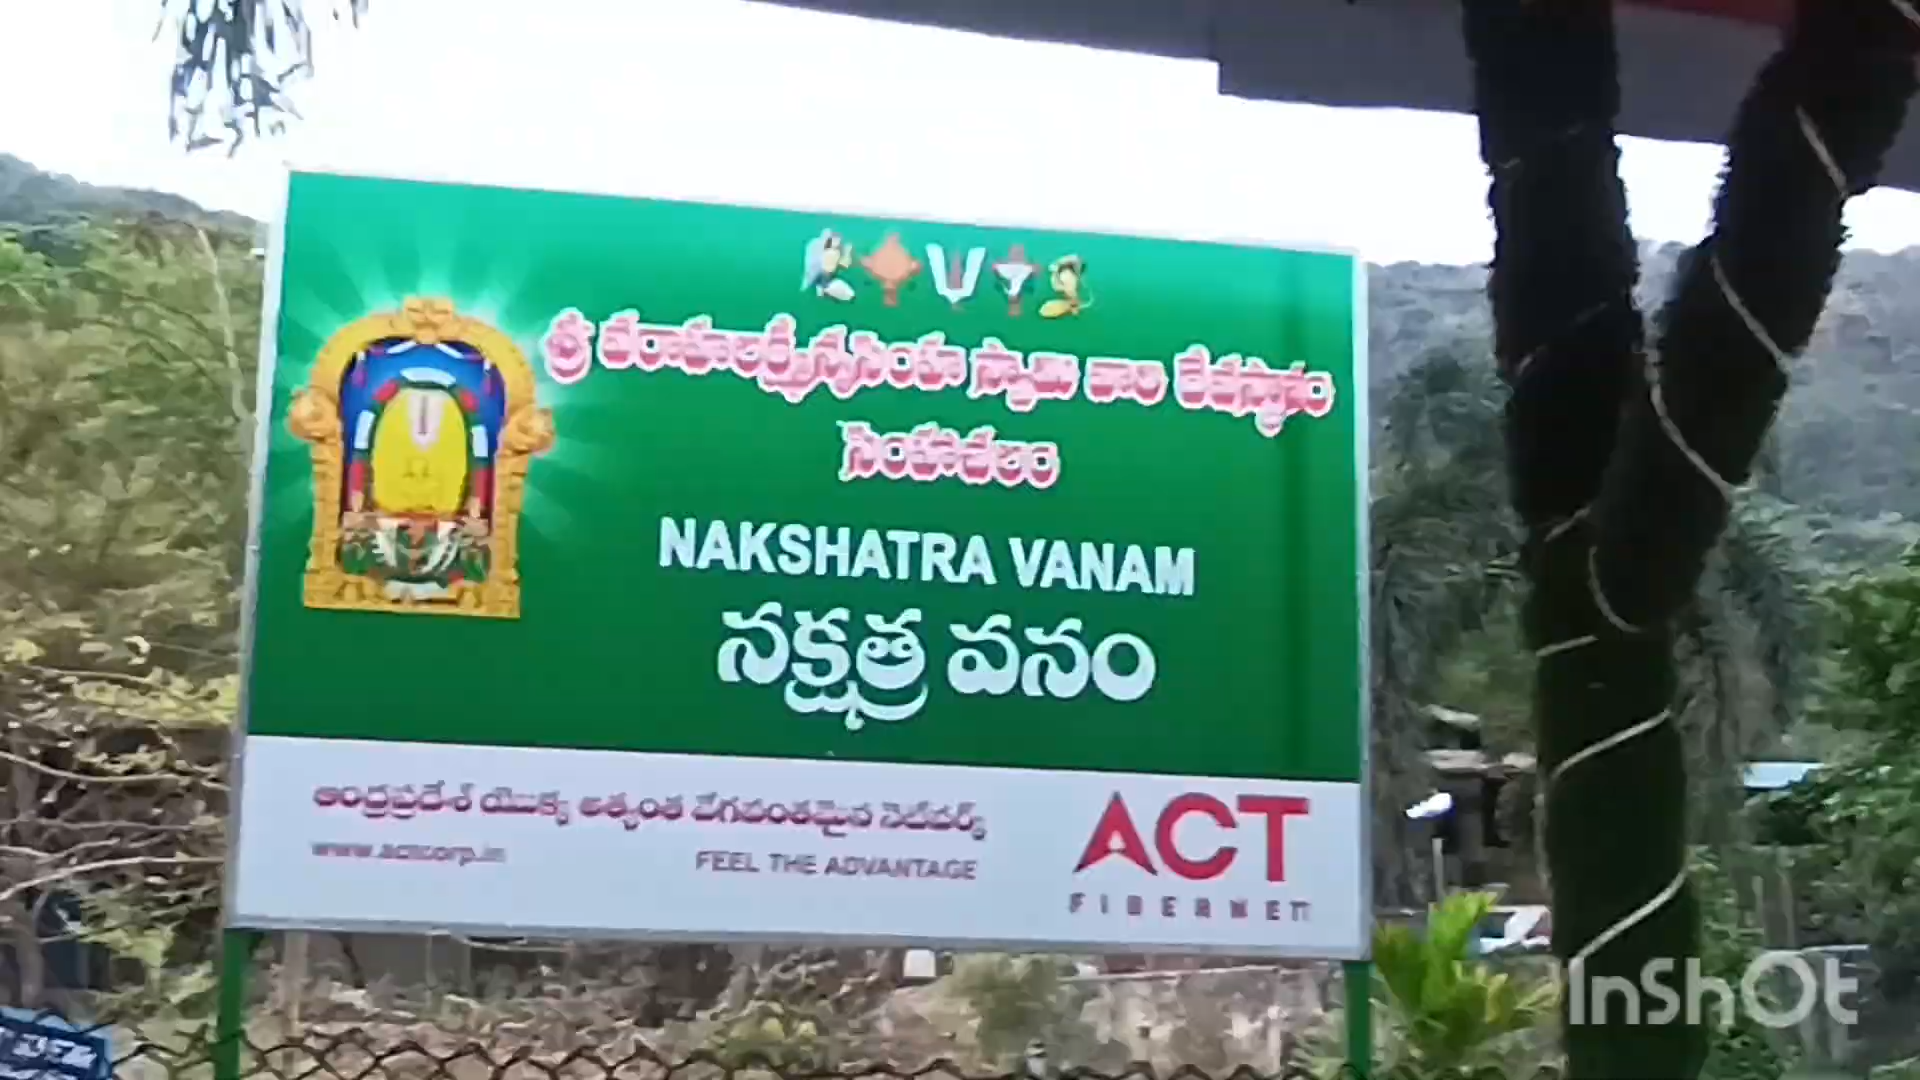 శ్రీ వరాహలక్ష్మీనృసింహ స్వామి వారి దేవస్థానం
సింహాచలం
NAKSHATRA VANAM
నక్షత్ర వనం
ఆంధ్రప్రదేశ్ యొక్క అత్యంత వేగవంతమైన నెట్‌వర్క్
www.actcorp.in
FEEL THE ADVANTAGE
ACT
FIBERNET
InShOt